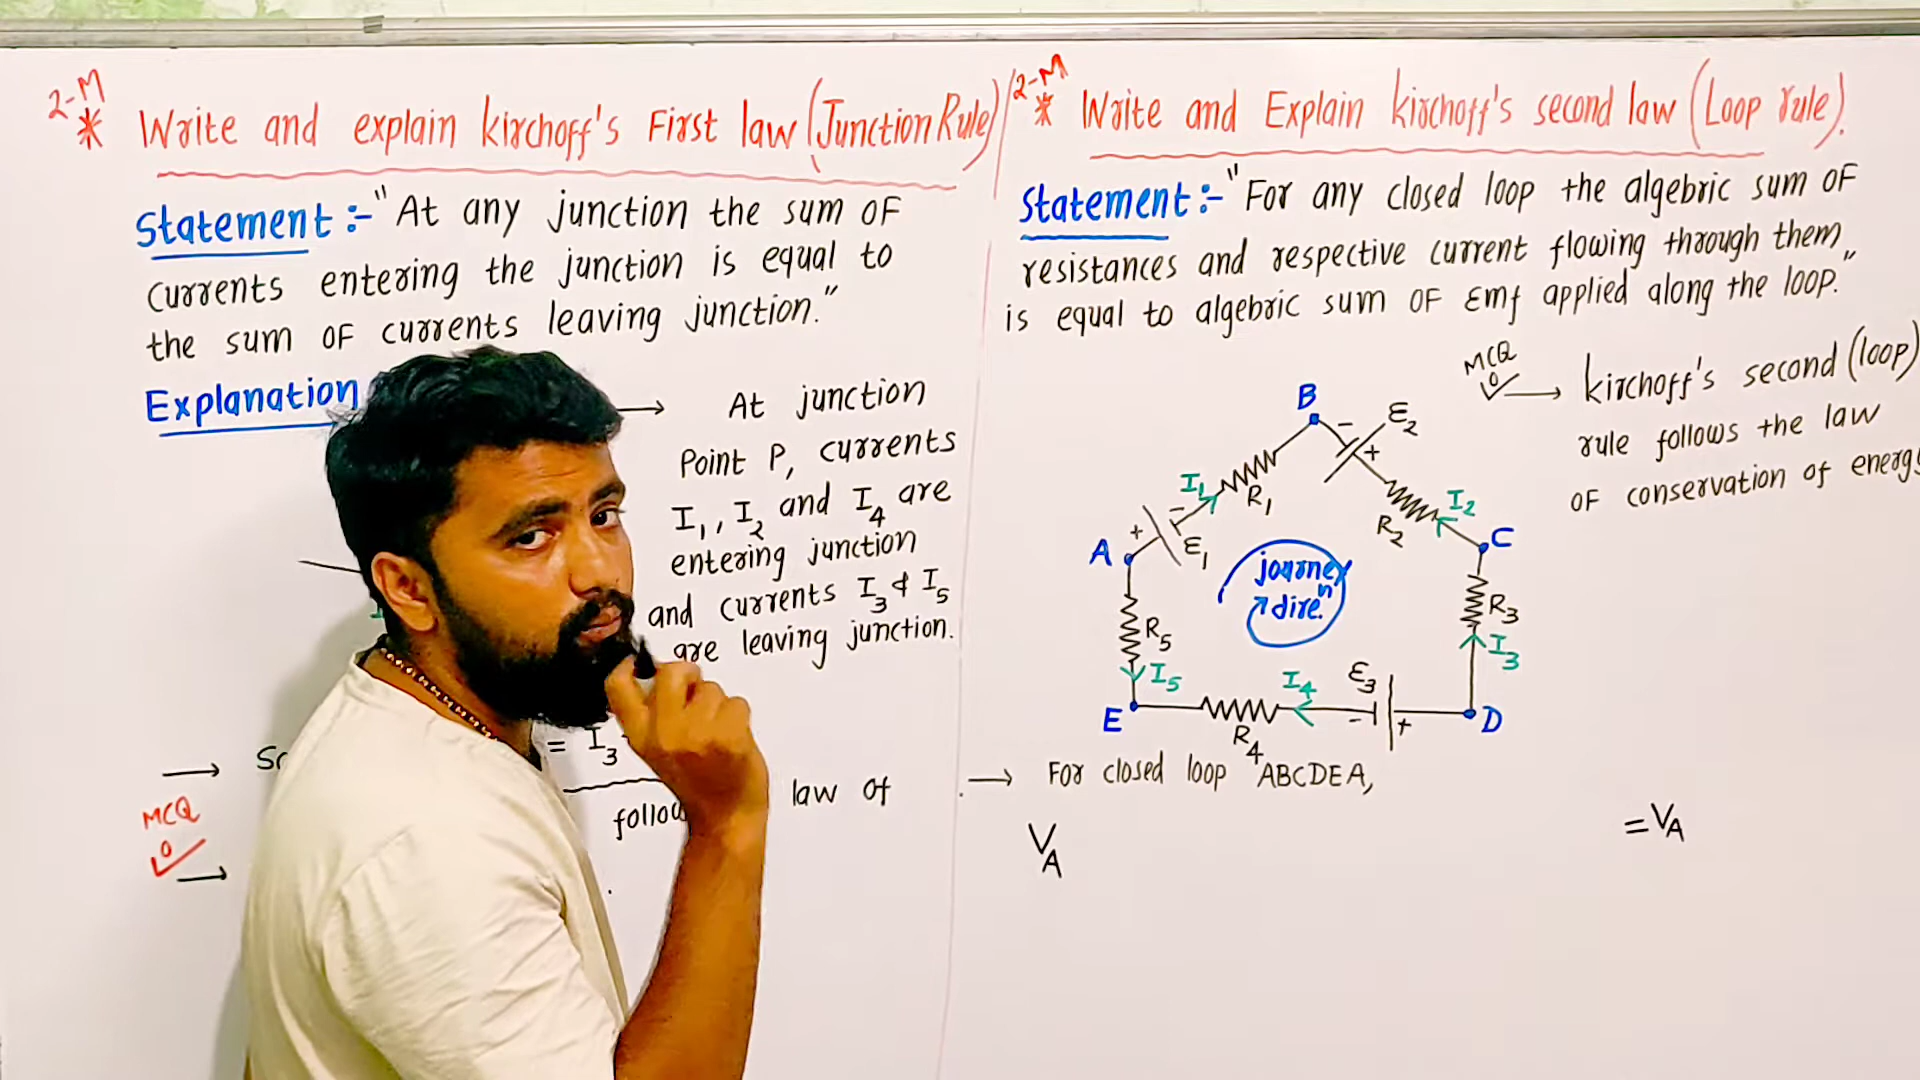 2-M
* Write and explain kirchoff's First law (Junction Rule)
Statement :- "At any junction the sum OF
currents entering the junction is equal to
the sum OF currents leaving junction."
Explanation
→ At junction
Point P, currents
I1, I2 and I4 are
entering junction
and currents I3 & I5
are leaving junction.
→ = I3
MCQ
follow law of
→
2-M
* Write and Explain kirchoff's second law (Loop rule).
Statement :- "For any closed loop the algebric sum OF
resistances and respective current flowing through them
is equal to algebric sum OF Emf applied along the loop."
MCQ
→ kirchoff's second (loop)
rule follows the law
OF conservation of energy
B
- ε2
+
I1 R1
R2 I2
A + - ε1
C
journey
diren
R5
R3
I5
I3
I4 ε3
E
R4
- +
D
→ For closed loop ABCDEA,
VA = VA